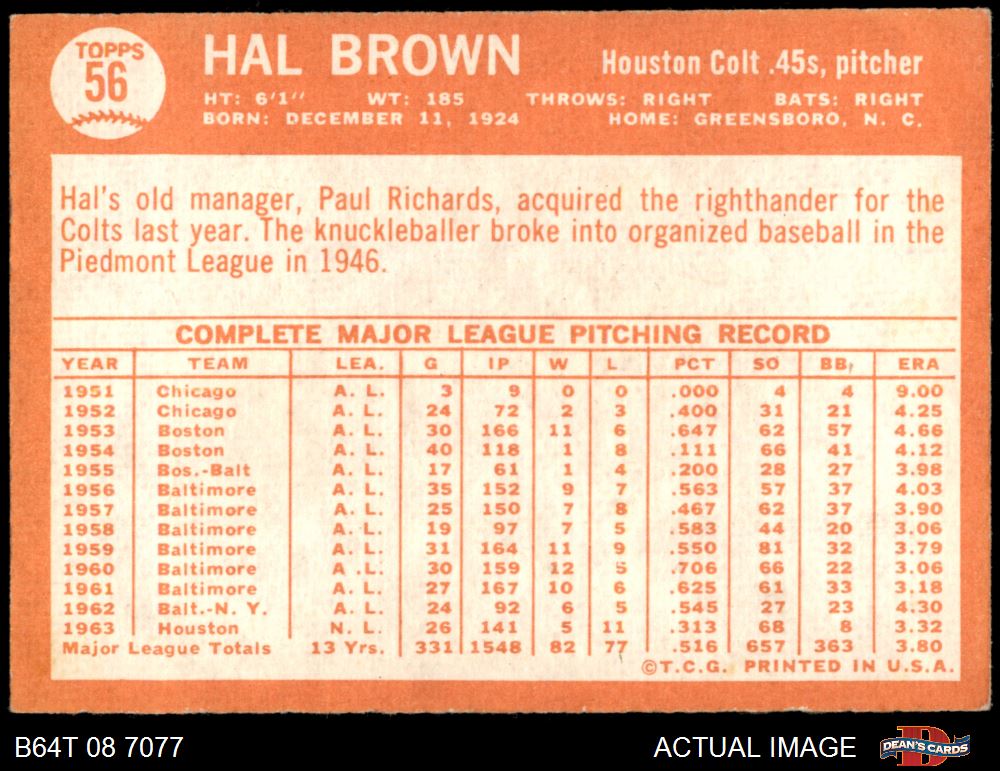 TOPPS
56
HAL BROWN
Houston Colt .45s, pitcher
HT: 6'1" WT: 185 THROWS: RIGHT BATS: RIGHT
BORN: DECEMBER 11, 1924 HOME: GREENSBORO, N. C.
Hal's old manager, Paul Richards, acquired the righthander for the
Colts last year. The knuckleballer broke into organized baseball in the
Piedmont League in 1946.
COMPLETE MAJOR LEAGUE PITCHING RECORD
YEAR TEAM LEA. G IP W L PCT SO BB ERA
1951 Chicago A. L. 3 9 0 0 .000 4 4 9.00
1952 Chicago A. L. 24 72 2 3 .400 31 21 4.25
1953 Boston A. L. 30 166 11 6 .647 62 57 4.66
1954 Boston A. L. 40 118 1 8 .111 66 41 4.12
1955 Bos.-Balt A. L. 17 61 1 4 .200 28 27 3.98
1956 Baltimore A. L. 35 152 9 7 .563 57 37 4.03
1957 Baltimore A. L. 25 150 7 8 .467 62 37 3.90
1958 Baltimore A. L. 19 97 7 5 .583 44 20 3.06
1959 Baltimore A. L. 31 164 11 9 .550 81 32 3.79
1960 Baltimore A .L. 30 159 12 5 .706 66 22 3.06
1961 Baltimore A. L. 27 167 10 6 .625 61 33 3.18
1962 Balt.-N. Y. A. L. 24 92 6 5 .545 27 23 4.30
1963 Houston N. L. 26 141 5 11 .313 68 8 3.32
Major League Totals 13 Yrs. 331 1548 82 77 .516 657 363 3.80
©T.C.G. PRINTED IN U.S.A.
B64T 08 7077
ACTUAL IMAGE
DEAN'S CARDS